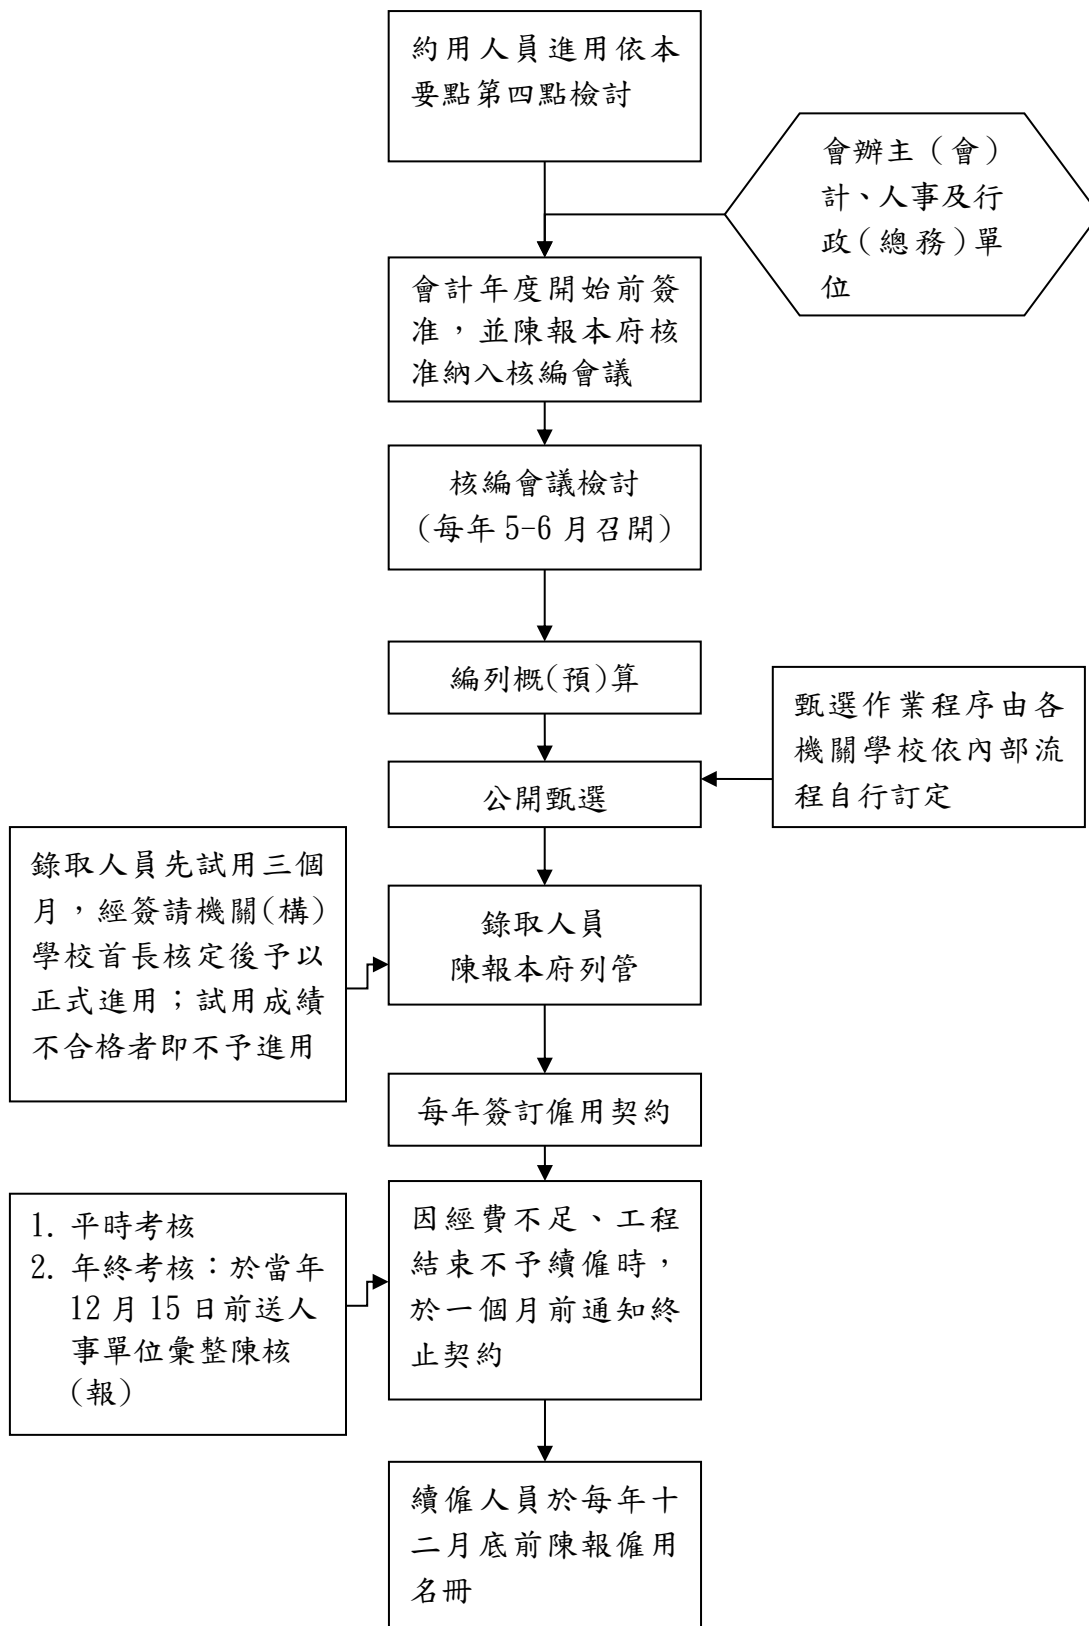 約用人員進用依本
要點第四點檢討
會辦主（會）
計、人事及行
政（總務）單
位
會計年度開始前簽
准，並陳報本府核
准納入核編會議
核編會議檢討
(每年 5-6 月召開)
編列概(預)算
甄選作業程序由各
機關學校依內部流
程自行訂定
公開甄選
錄取人員先試用三個
月，經簽請機關(構)
學校首長核定後予以
正式進用；試用成績
不合格者即不予進用
錄取人員
陳報本府列管
每年簽訂僱用契約
1. 平時考核
2. 年終考核：於當年
12 月 15 日前送人
事單位彙整陳核
(報)
因經費不足、工程
結束不予續僱時，
於一個月前通知終
止契約
續僱人員於每年十
二月底前陳報僱用
名冊